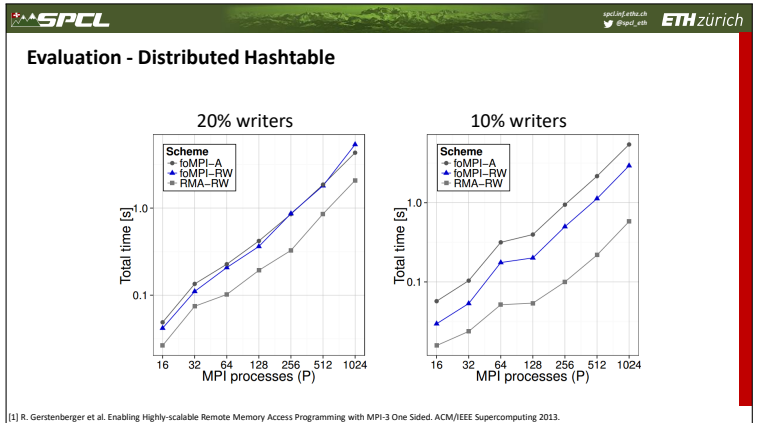 SPCL
spcl.inf.ethz.ch
@spcl_eth
ETH zürich
Evaluation - Distributed Hashtable
20% writers
Scheme
foMPI−A
foMPI−RW
RMA−RW
Total time [s]
1.0
0.1
16 32 64 128 256 512 1024
MPI processes (P)
10% writers
Scheme
foMPI−A
foMPI−RW
RMA−RW
Total time [s]
1.0
0.1
16 32 64 128 256 512 1024
MPI processes (P)
[1] R. Gerstenberger et al. Enabling Highly-scalable Remote Memory Access Programming with MPI-3 One Sided. ACM/IEEE Supercomputing 2013.